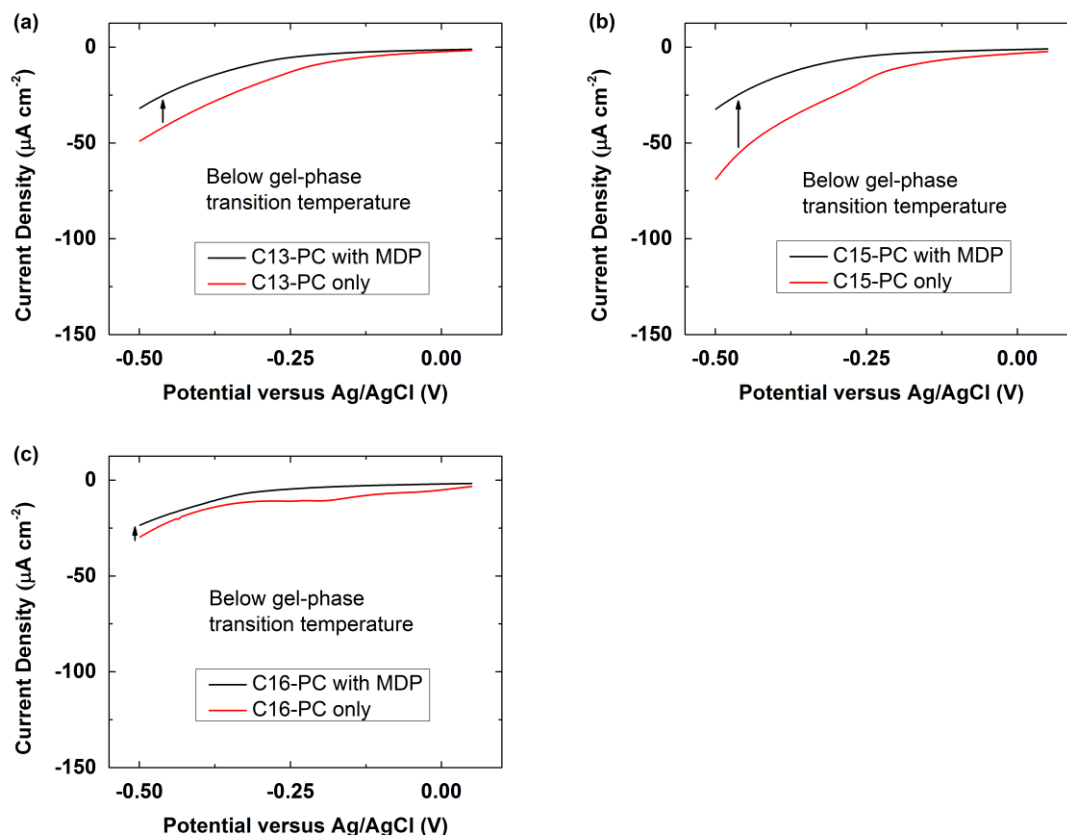 (a)
0
-50
-100
-150
Current Density (μA cm-2)
Below gel-phase
transition temperature
C13-PC with MDP
C13-PC only
-0.50
-0.25
0.00
Potential versus Ag/AgCl (V)
(b)
0
-50
-100
-150
Current Density (μA cm-2)
Below gel-phase
transition temperature
C15-PC with MDP
C15-PC only
-0.50
-0.25
0.00
Potential versus Ag/AgCl (V)
(c)
0
-50
-100
-150
Current Density (μA cm-2)
Below gel-phase
transition temperature
C16-PC with MDP
C16-PC only
-0.50
-0.25
0.00
Potential versus Ag/AgCl (V)